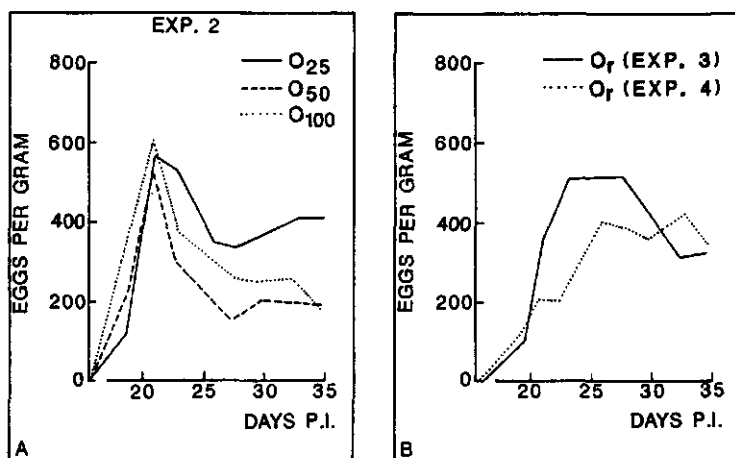 EXP. 2
O25
O50
O100
800
600
400
200
0
EGGS PER GRAM
20 25 30 35
DAYS P.I.
A
Or (EXP. 3)
Or (EXP. 4)
800
600
400
200
0
EGGS PER GRAM
20 25 30 35
DAYS P.I.
B